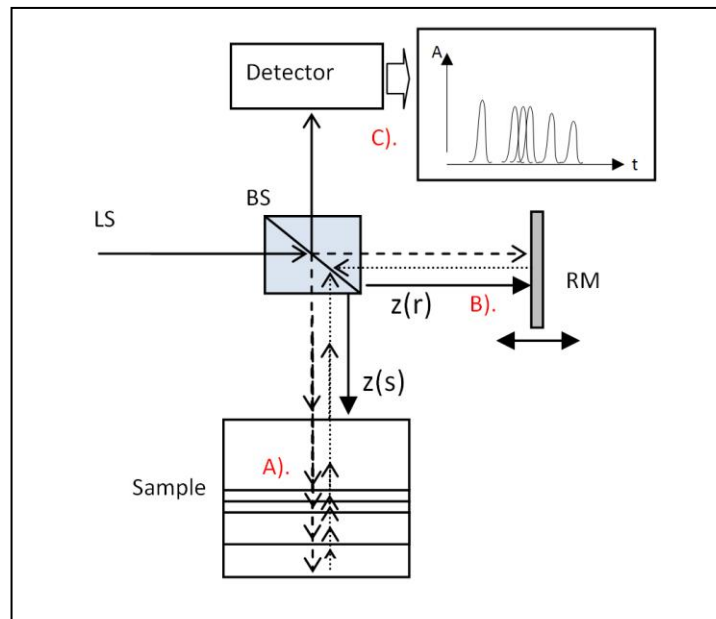 Detector
A
C).
t
BS
LS
RM
z(r)
B).
z(s)
A).
Sample